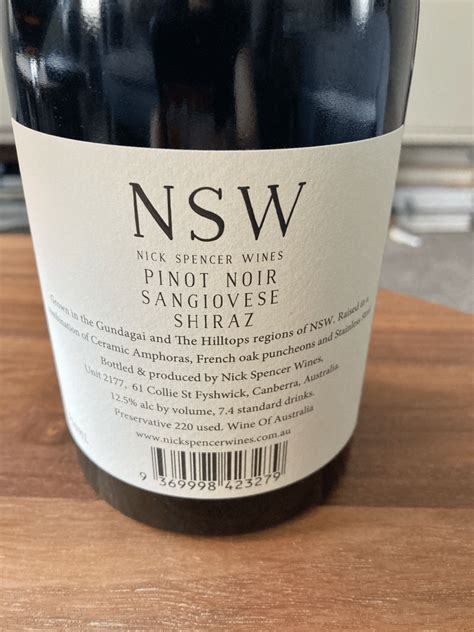 NSW
NICK SPENCER WINES
PINOT NOIR
SANGIOVESE
SHIRAZ
Grown in the Gundagai and The Hilltops regions of NSW. Raised in a
combination of Ceramic Amphoras, French oak puncheons and Stainless
Bottled & produced by Nick Spencer Wines,
Unit 2177, 61 Collie St Fyshwick, Canberra, Australia.
12.5% alc by volume, 7.4 standard drinks.
Preservative 220 used. Wine Of Australia
www.nickspencerwines.com.au
9 369998 423279